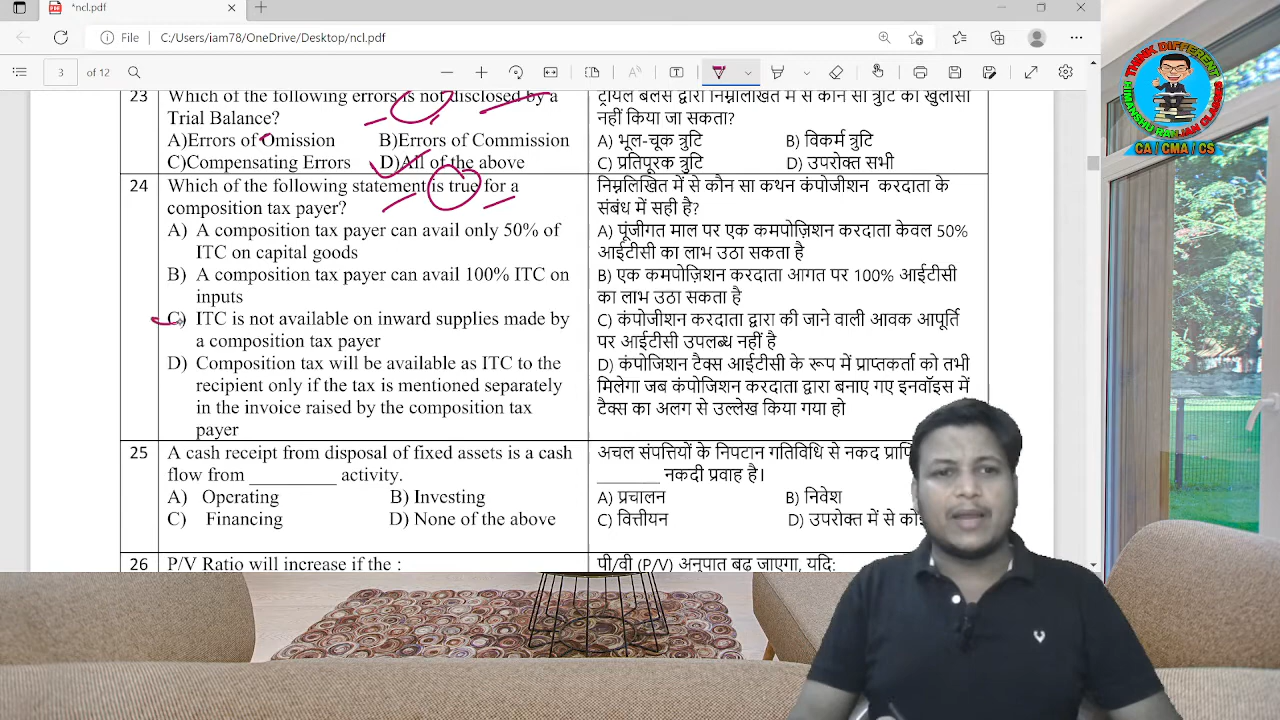 *ncl.pdf
File C:/Users/iam78/OneDrive/Desktop/ncl.pdf
3 of 12
23 Which of the following errors is disclosed by a
Trial Balance?
A)Errors of Omission B)Errors of Commission
C)Compensating Errors D)All of the above
ट्रायल बैलेंस द्वारा निम्नलिखित में से कौन सी त्रुटि का खुलासा
नहीं किया जा सकता?
A) भूल-चूक त्रुटि B) विकर्म त्रुटि
C) प्रतिपूरक त्रुटि D) उपरोक्त सभी
24 Which of the following statement is true for a
composition tax payer?
A) A composition tax payer can avail only 50% of
ITC on capital goods
B) A composition tax payer can avail 100% ITC on
inputs
C) ITC is not available on inward supplies made by
a composition tax payer
D) Composition tax will be available as ITC to the
recipient only if the tax is mentioned separately
in the invoice raised by the composition tax
payer
निम्नलिखित में से कौन सा कथन कंपोजीशन करदाता के
संबंध में सही है?
A) पूंजीगत माल पर एक कमपोज़िशन करदाता केवल 50%
आईटीसी का लाभ उठा सकता है
B) एक कमपोज़िशन करदाता आगत पर 100% आईटीसी
का लाभ उठा सकता है
C) कंपोजीशन करदाता द्वारा की जाने वाली आवक आपूर्ति
पर आईटीसी उपलब्ध नहीं है
D) कंपोजिशन टैक्स आईटीसी के रूप में प्राप्तकर्ता को तभी
मिलेगा जब कंपोजिशन करदाता द्वारा बनाए गए इनवॉइस में
टैक्स का अलग से उल्लेख किया गया हो
25 A cash receipt from disposal of fixed assets is a cash
flow from _________ activity.
A) Operating B) Investing
C) Financing D) None of the above
अचल संपत्तियों के निपटान गतिविधि से नकद
______ नकदी प्रवाह है।
A) प्रचालन B) निवेश
C) वित्तीयन D) उपरोक्त में से
26 P/V Ratio will increase if the :
पी/वी (P/V) अनुपात बढ़ जाएगा, यदि:
THINK DIFFERENT
HIMANSHU RANJAN CLASSES
CA / CMA / CS